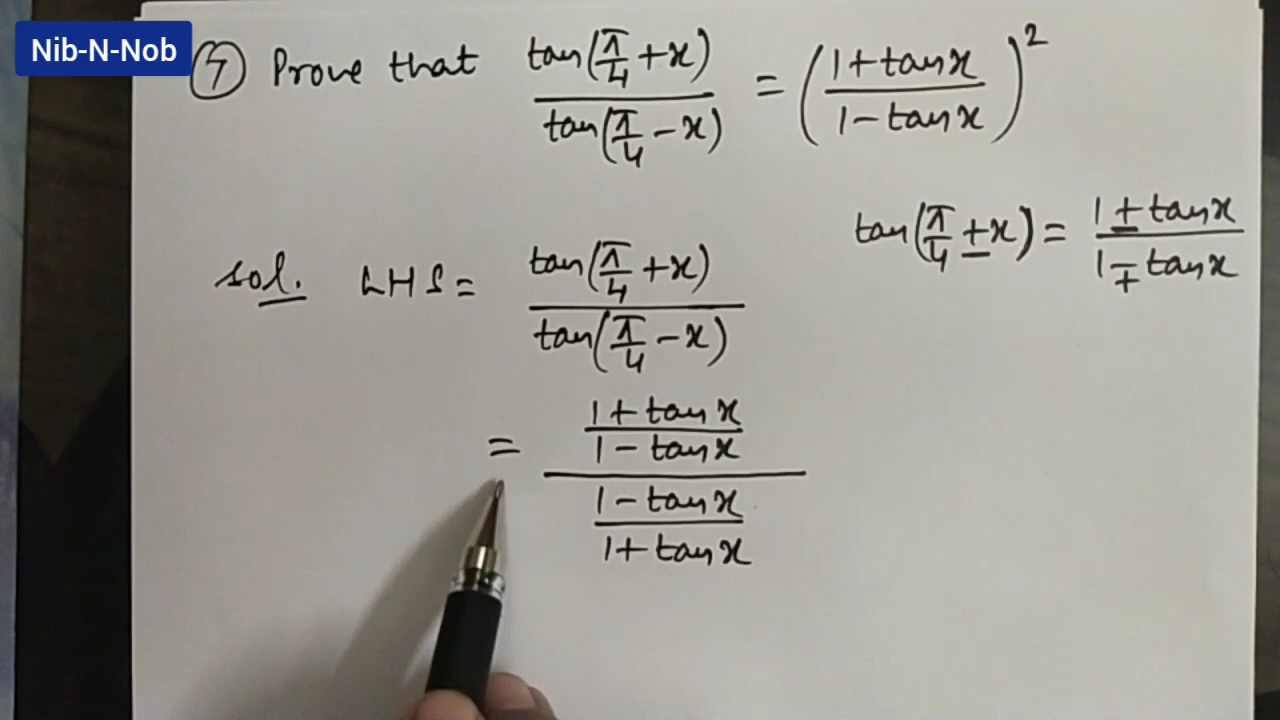 Nib-N-Nob
⑦ Prove that tan(π/4 + x) / tan(π/4 − x) = ((1 + tan x) / (1 − tan x))²
tan(π/4 ± x) = (1 ± tan x) / (1 ∓ tan x)
sol. LHS = tan(π/4 + x) / tan(π/4 − x)
= ((1 + tan x) / (1 − tan x)) / ((1 − tan x) / (1 + tan x))